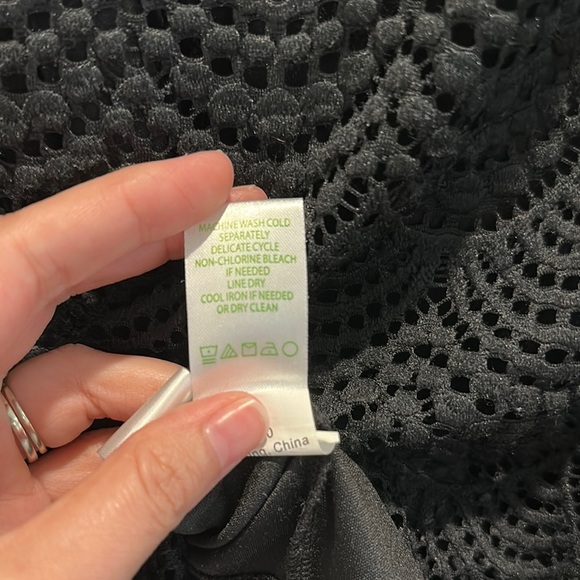 MACHINE WASH COLD
SEPARATELY
DELICATE CYCLE
NON-CHLORINE BLEACH
IF NEEDED
LINE DRY
COOL IRON IF NEEDED
OR DRY CLEAN
0
China